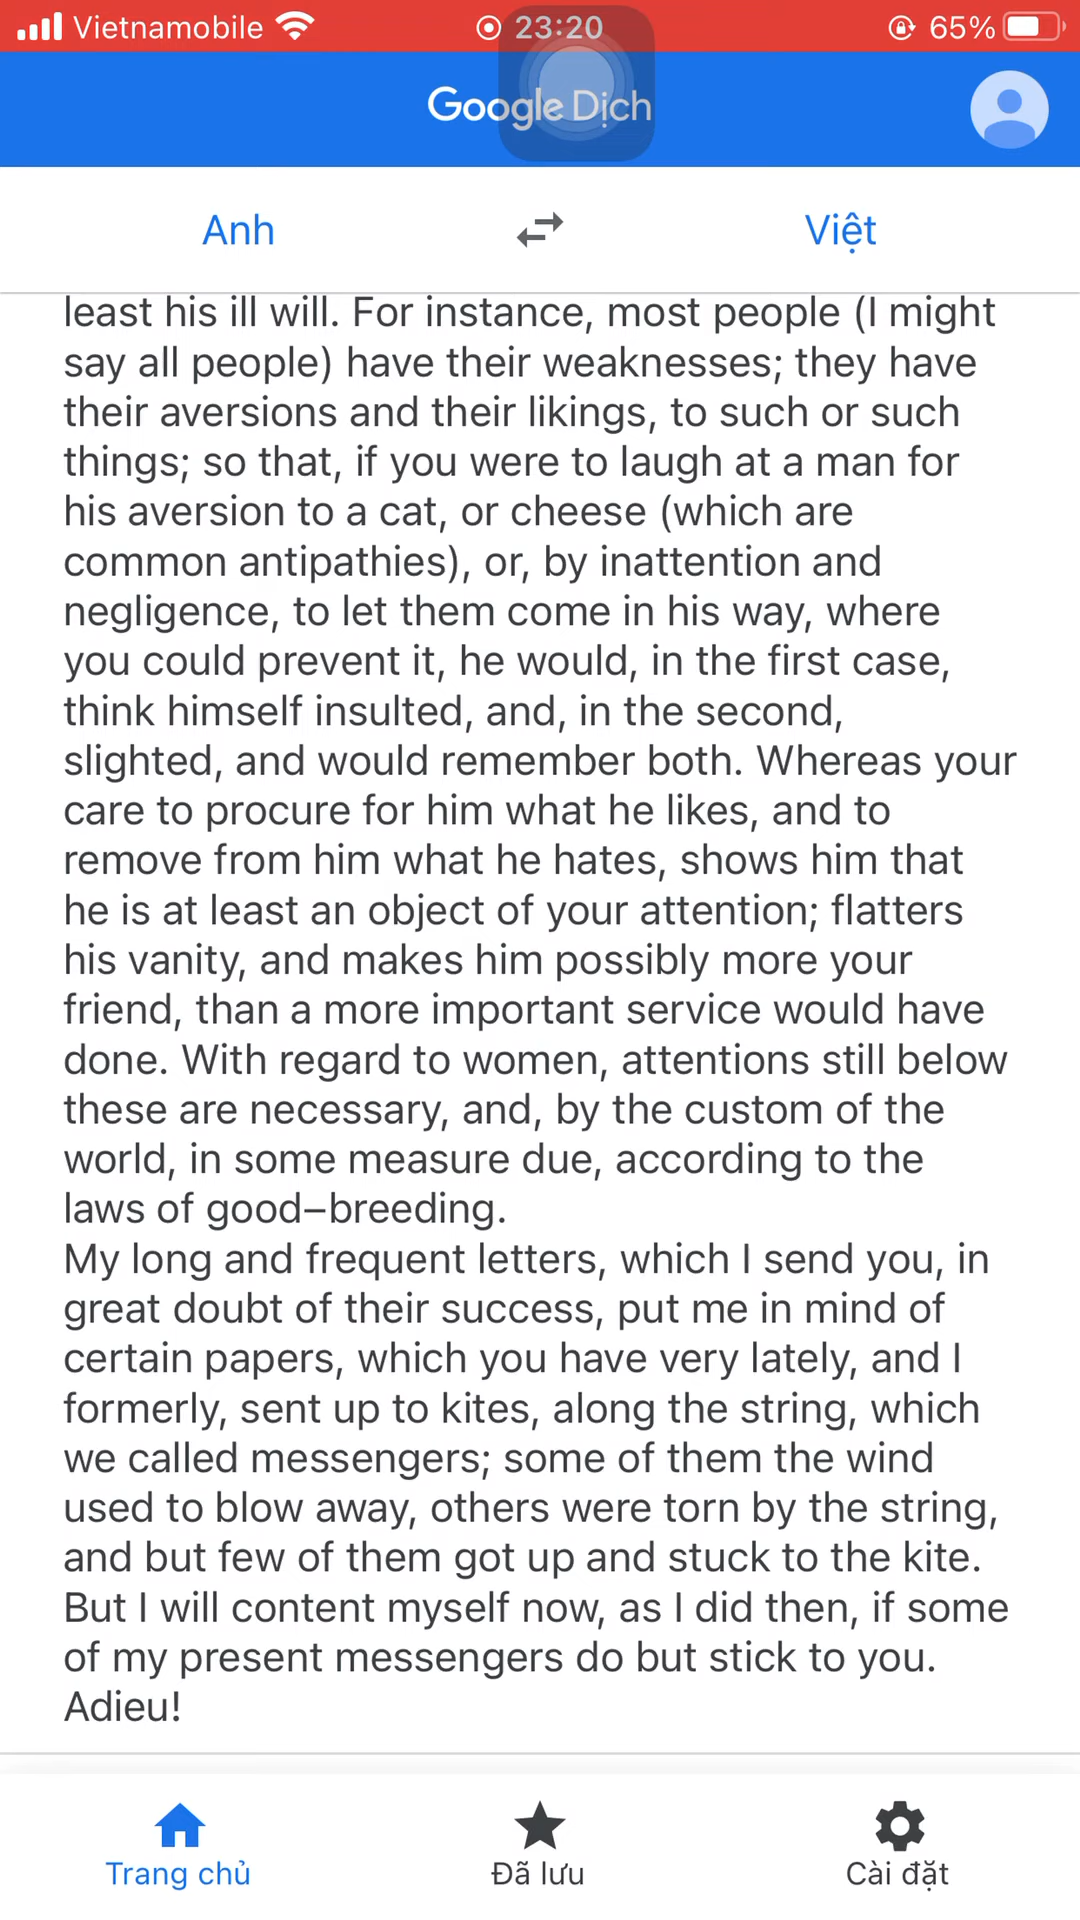 Vietnamobile 23:20 65%
Google Dịch
Anh Việt
least his ill will. For instance, most people (I might
say all people) have their weaknesses; they have
their aversions and their likings, to such or such
things; so that, if you were to laugh at a man for
his aversion to a cat, or cheese (which are
common antipathies), or, by inattention and
negligence, to let them come in his way, where
you could prevent it, he would, in the first case,
think himself insulted, and, in the second,
slighted, and would remember both. Whereas your
care to procure for him what he likes, and to
remove from him what he hates, shows him that
he is at least an object of your attention; flatters
his vanity, and makes him possibly more your
friend, than a more important service would have
done. With regard to women, attentions still below
these are necessary, and, by the custom of the
world, in some measure due, according to the
laws of good–breeding.
My long and frequent letters, which I send you, in
great doubt of their success, put me in mind of
certain papers, which you have very lately, and I
formerly, sent up to kites, along the string, which
we called messengers; some of them the wind
used to blow away, others were torn by the string,
and but few of them got up and stuck to the kite.
But I will content myself now, as I did then, if some
of my present messengers do but stick to you.
Adieu!
Trang chủ Đã lưu Cài đặt